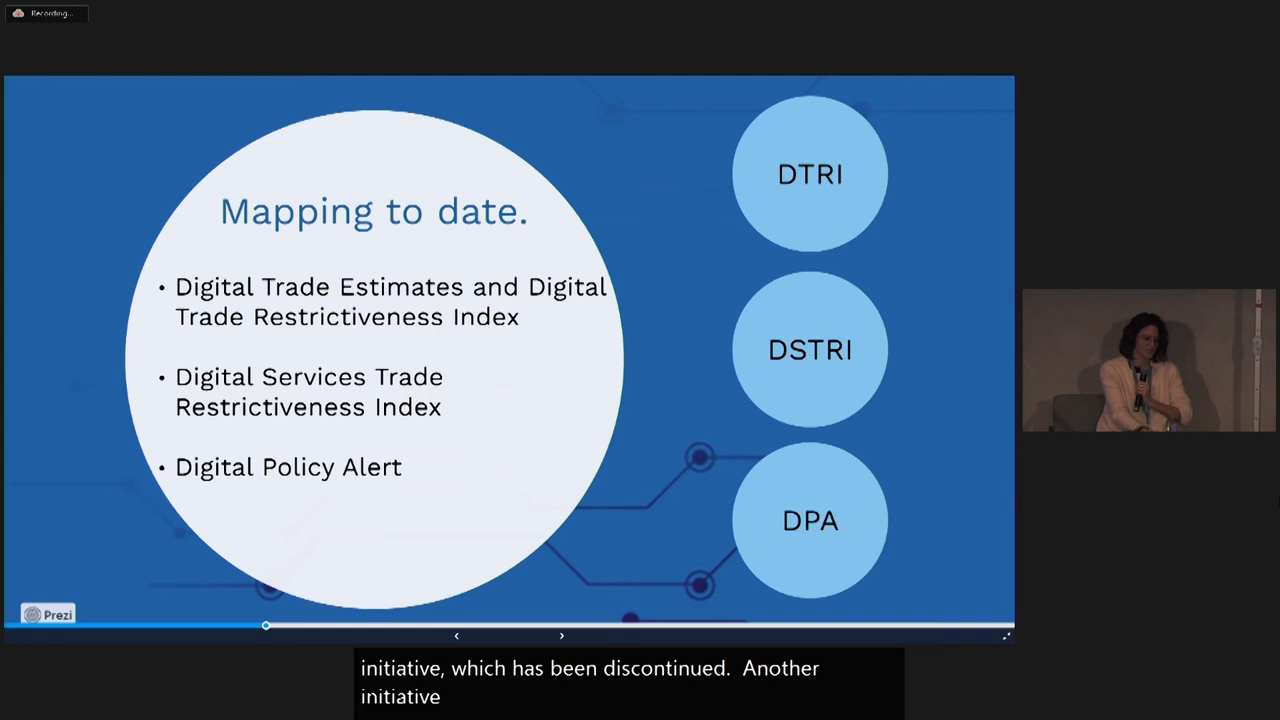 Recording...
Mapping to date.
• Digital Trade Estimates and Digital
Trade Restrictiveness Index
• Digital Services Trade
Restrictiveness Index
• Digital Policy Alert
DTRI
DSTRI
DPA
Prezi
initiative, which has been discontinued. Another
initiative